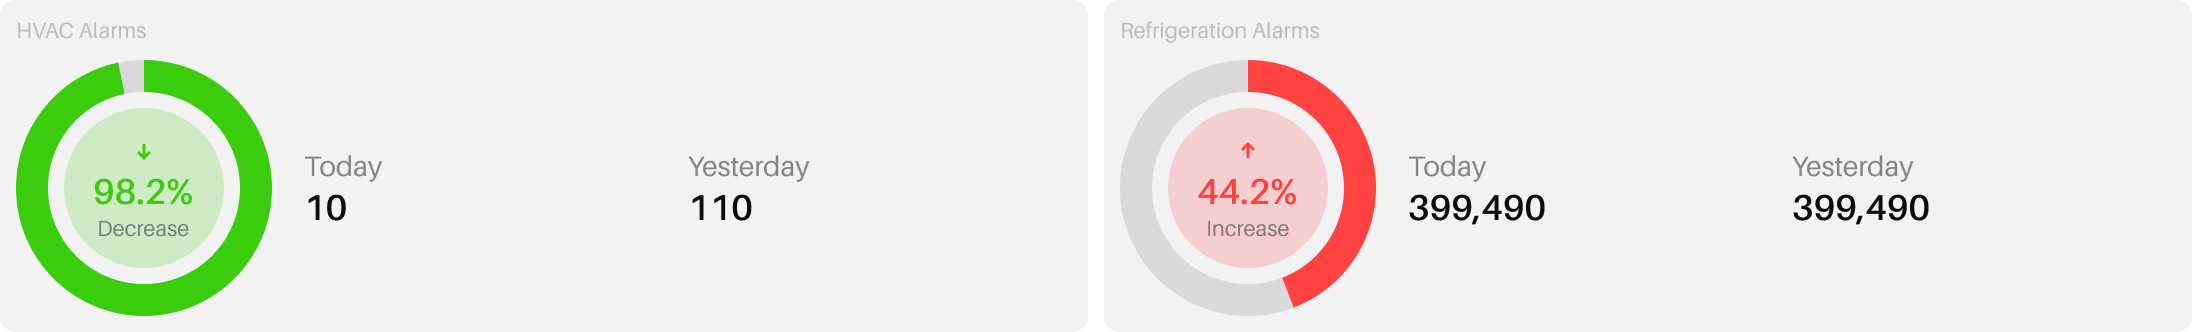 HVAC Alarms
98.2%
Decrease
Today
10
Yesterday
110
Refrigeration Alarms
44.2%
Increase
Today
399,490
Yesterday
399,490